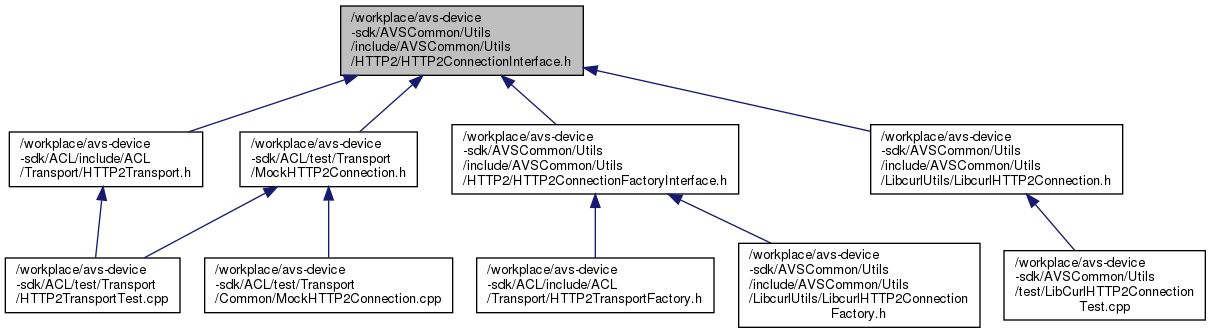 /workplace/avs-device
-sdk/AVSCommon/Utils
/include/AVSCommon/Utils
/HTTP2/HTTP2ConnectionInterface.h
/workplace/avs-device
-sdk/ACL/include/ACL
/Transport/HTTP2Transport.h
/workplace/avs-device
-sdk/ACL/test/Transport
/MockHTTP2Connection.h
/workplace/avs-device
-sdk/AVSCommon/Utils
/include/AVSCommon/Utils
/HTTP2/HTTP2ConnectionFactoryInterface.h
/workplace/avs-device
-sdk/AVSCommon/Utils
/include/AVSCommon/Utils
/LibcurlUtils/LibcurlHTTP2Connection.h
/workplace/avs-device
-sdk/ACL/test/Transport
/HTTP2TransportTest.cpp
/workplace/avs-device
-sdk/ACL/test/Transport
/Common/MockHTTP2Connection.cpp
/workplace/avs-device
-sdk/ACL/include/ACL
/Transport/HTTP2TransportFactory.h
/workplace/avs-device
-sdk/AVSCommon/Utils
/include/AVSCommon/Utils
/LibcurlUtils/LibcurlHTTP2Connection
Factory.h
/workplace/avs-device
-sdk/AVSCommon/Utils
/test/LibCurlHTTP2Connection
Test.cpp